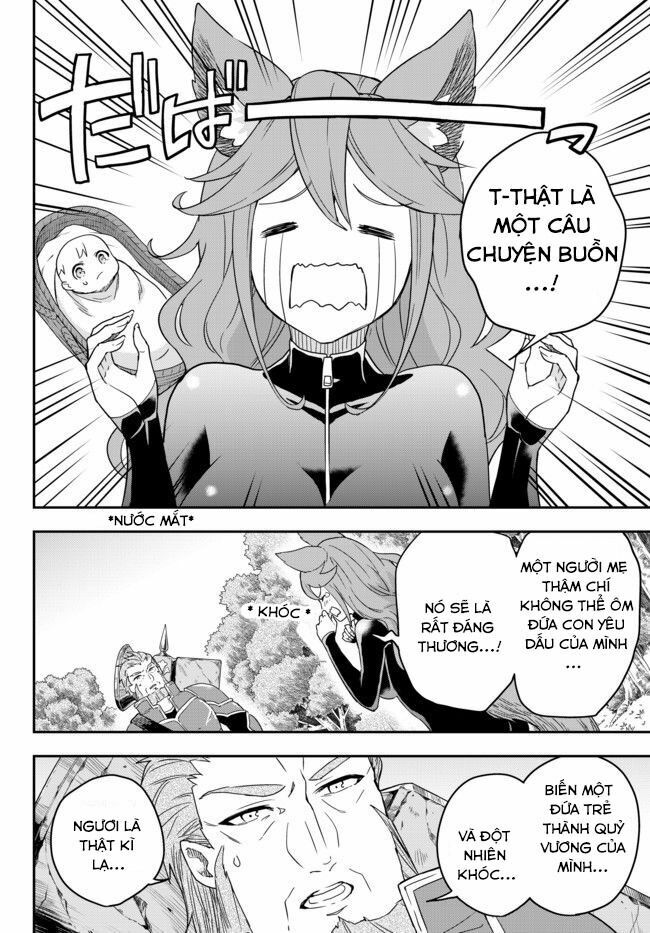 だばーっ
T-THẬT LÀ
MỘT CÂU
CHUYỆN BUỒN
...!
*NƯỚC MẮT*
MỘT NGƯỜI MẸ
THẬM CHÍ
KHÔNG THỂ ÔM
ĐỨA CON YÊU
DẤU CỦA MÌNH
...
NÓ SẼ LÀ
RẤT ĐÁNG
THƯƠNG...!
* KHÓC *
BIẾN MỘT
ĐỨA TRẺ
THÀNH QUỶ
VƯƠNG CỦA
MÌNH...
VÀ ĐỘT
NHIÊN
KHÓC...
NGƯƠI LÀ
THẬT KÌ
LẠ...